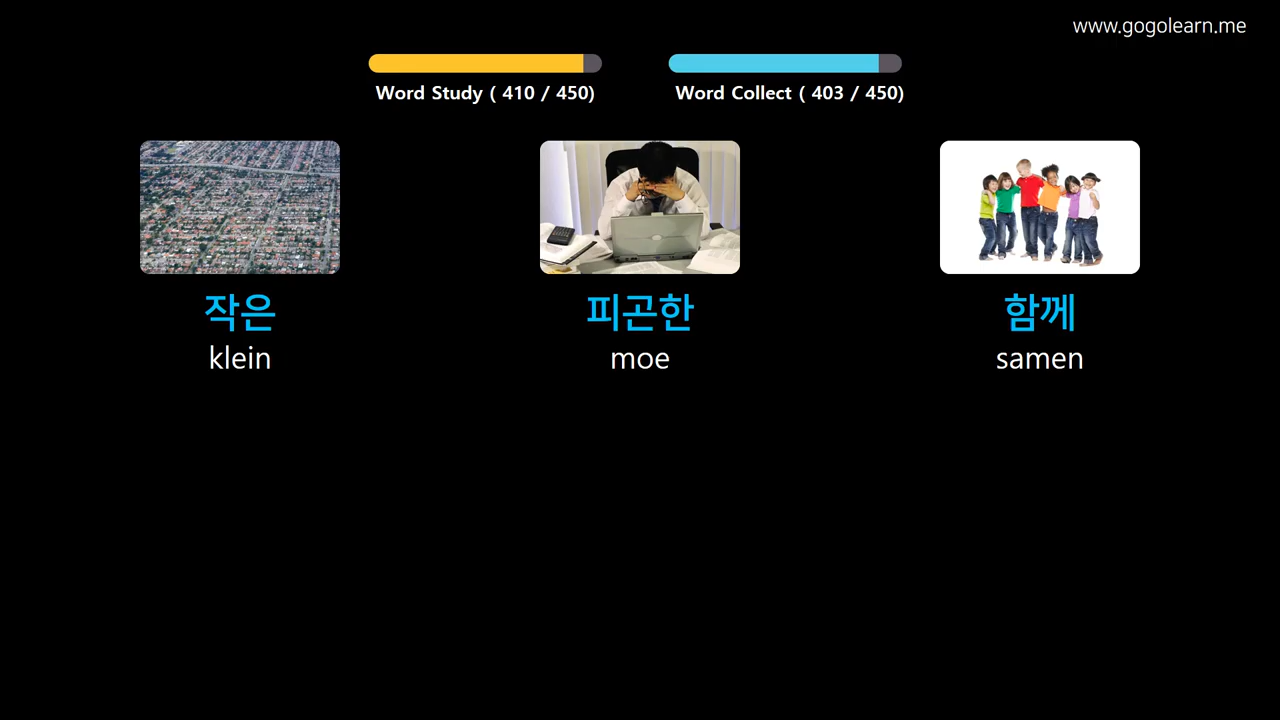 www.gogolearn.me
Word Study ( 410 / 450)
Word Collect ( 403 / 450)
작은
klein
피곤한
moe
함께
samen